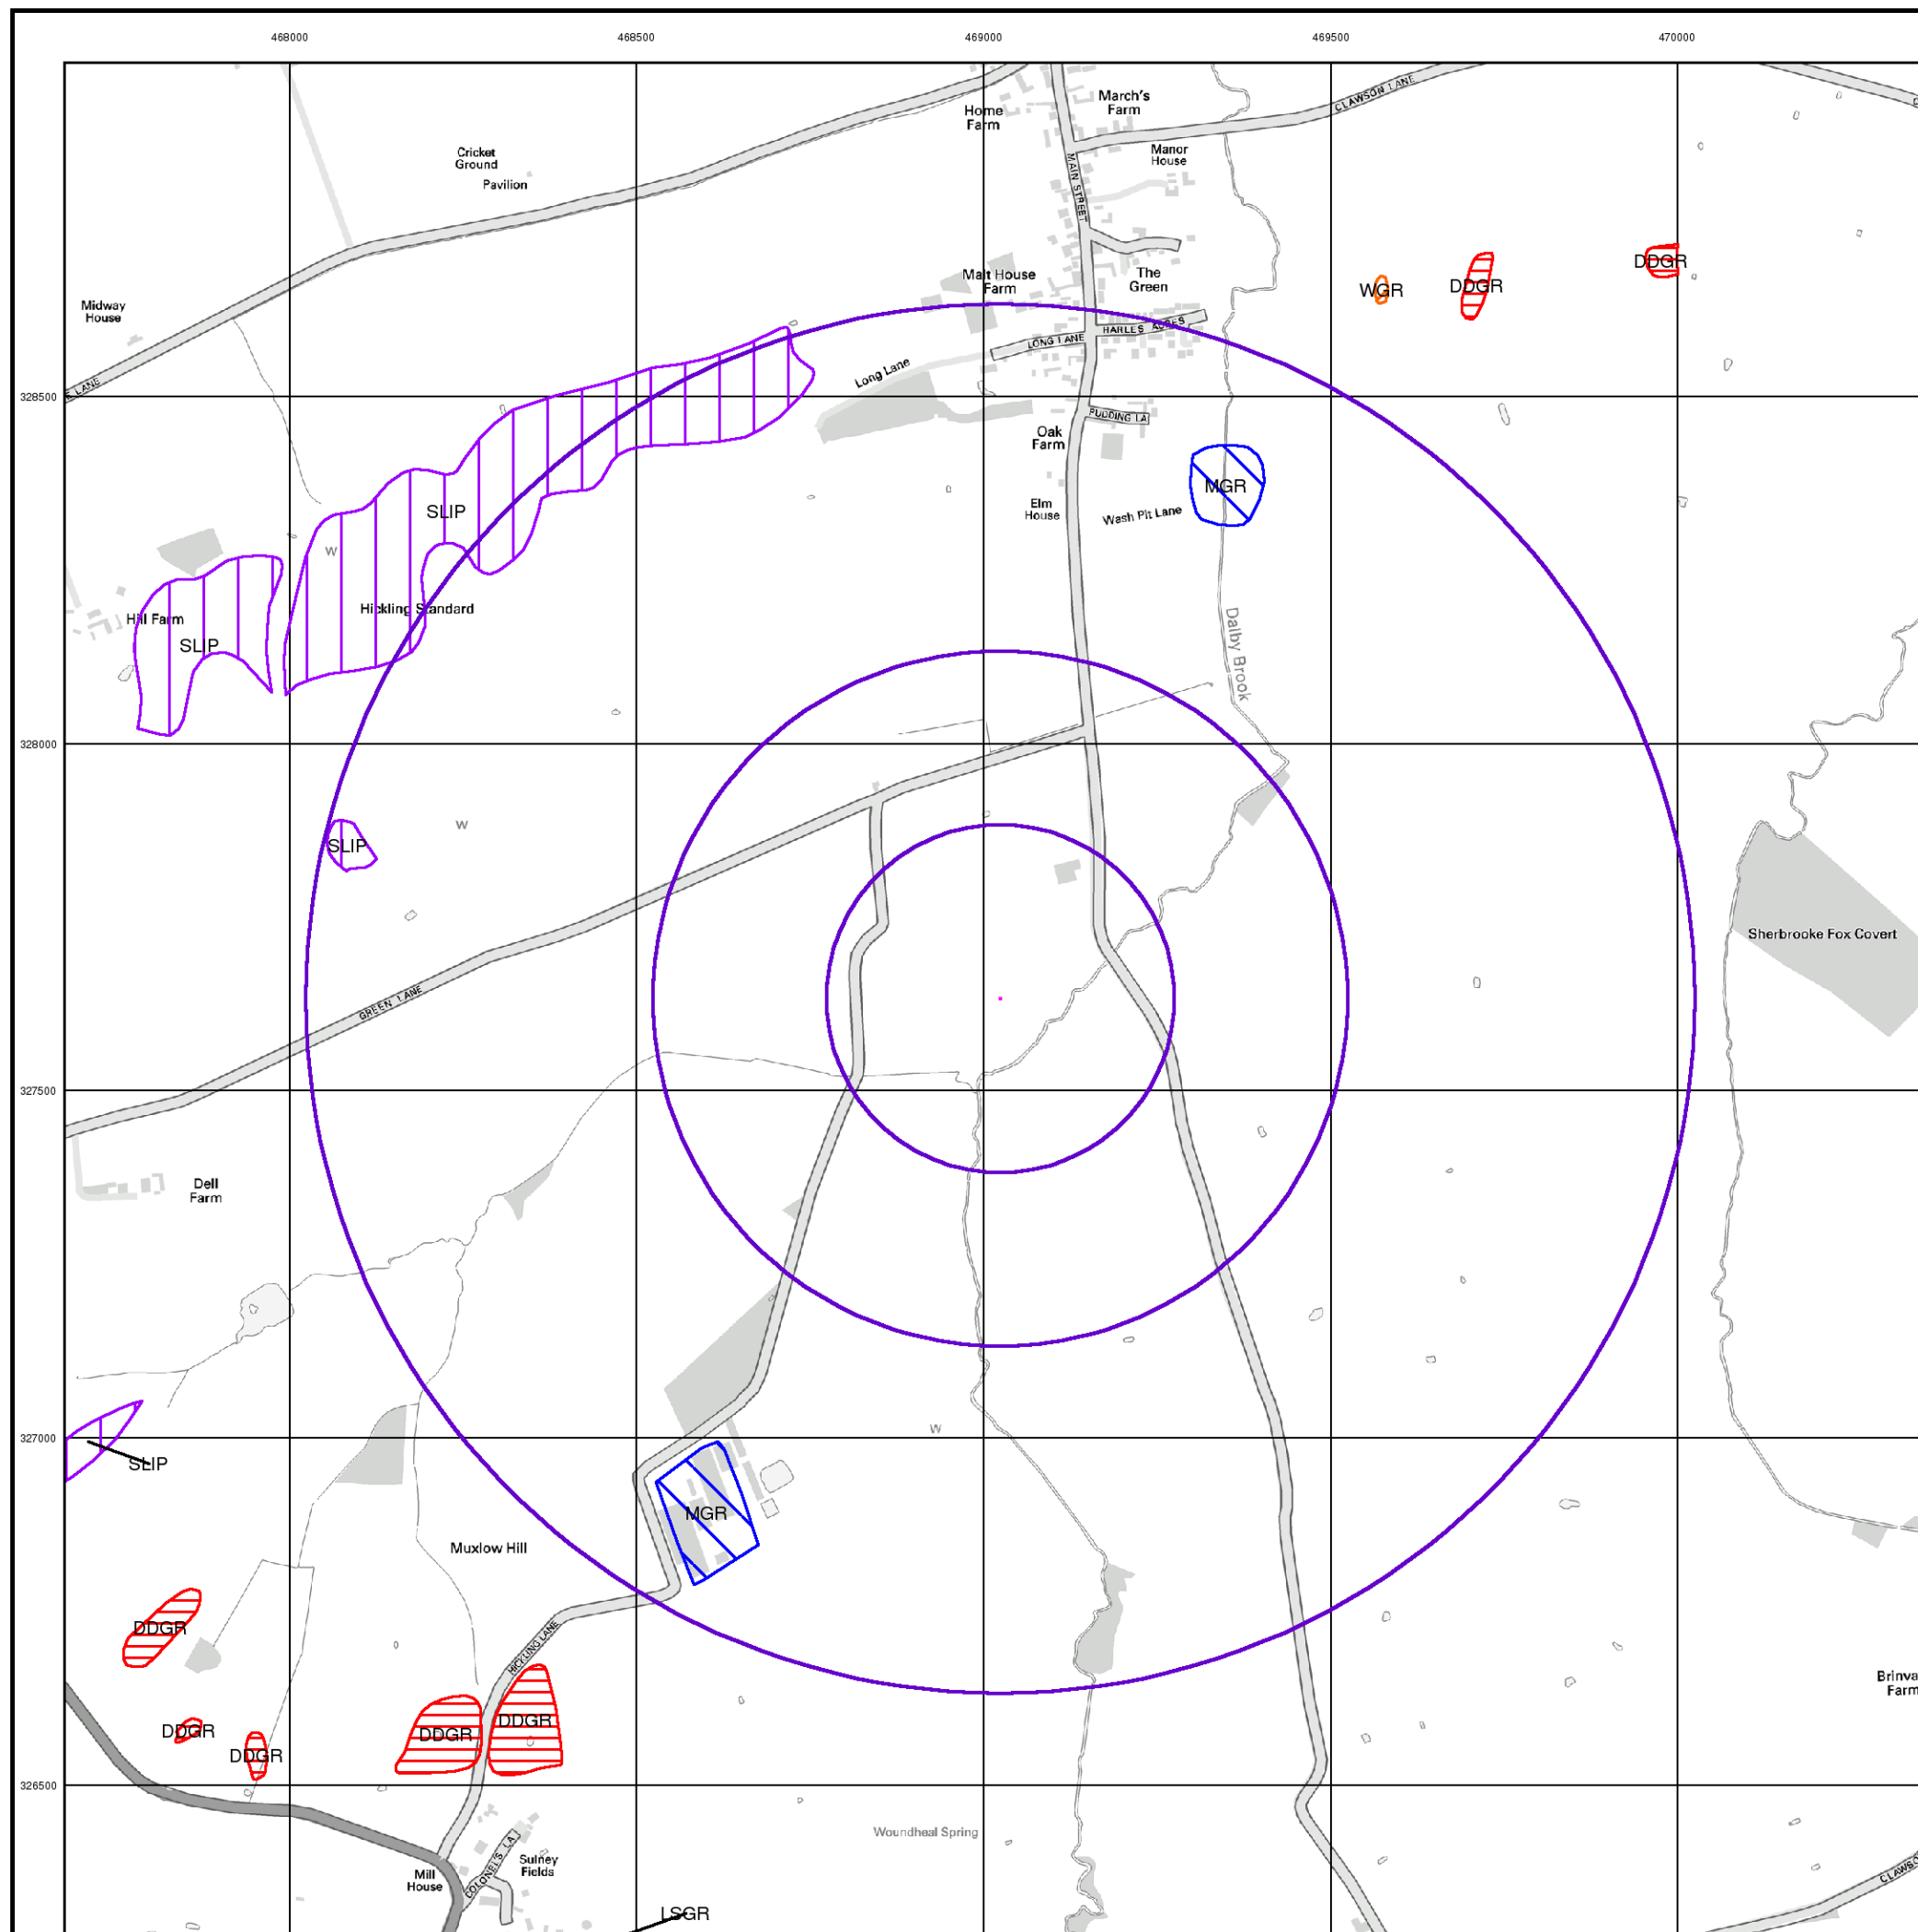 468000
468500
469000
469500
470000
March's
Farm
Home
Farm
CLAWSON LANE
Cricket
Ground
Pavilion
MAIN STREET
Manor
House
Malt House
Farm
The
Green
WGR
DDGR
DDGR
Midway
House
HARLES ACRES
LONG LANE
Long Lane
E LANE
328500
PUDDING LA
Oak
Farm
MGR
Elm
House
Wash Pit Lane
SLIP
W
Hickling Standard
Hill Farm
SLIP
Dalby Brook
328000
W
SLIP
Sherbrooke Fox Covert
GREEN LANE
327500
Dell
Farm
327000
W
SLIP
MGR
Muxlow Hill
DDGR
HICKLING LANE
Brinva
Farm
DDGR
DDGR
DDGR
DDGR
326500
Woundheal Spring
COLONEL'S LA
Sulney
Fields
Mill
House
CLAWSO
LSGR